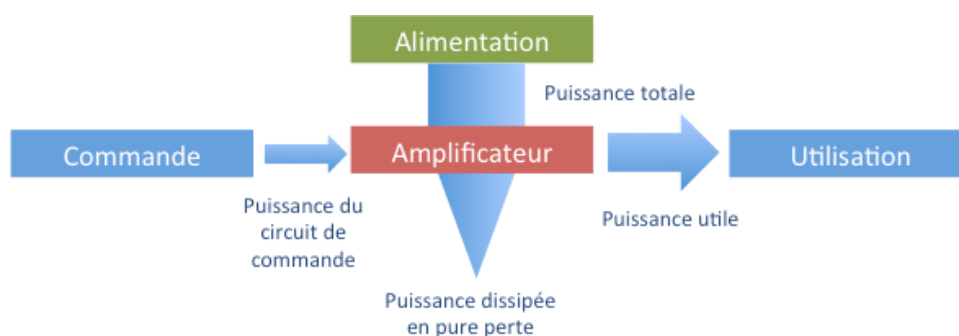 Alimentation
Puissance totale
Commande
Amplificateur
Utilisation
Puissance du
circuit de
commande
Puissance utile
Puissance dissipée
en pure perte